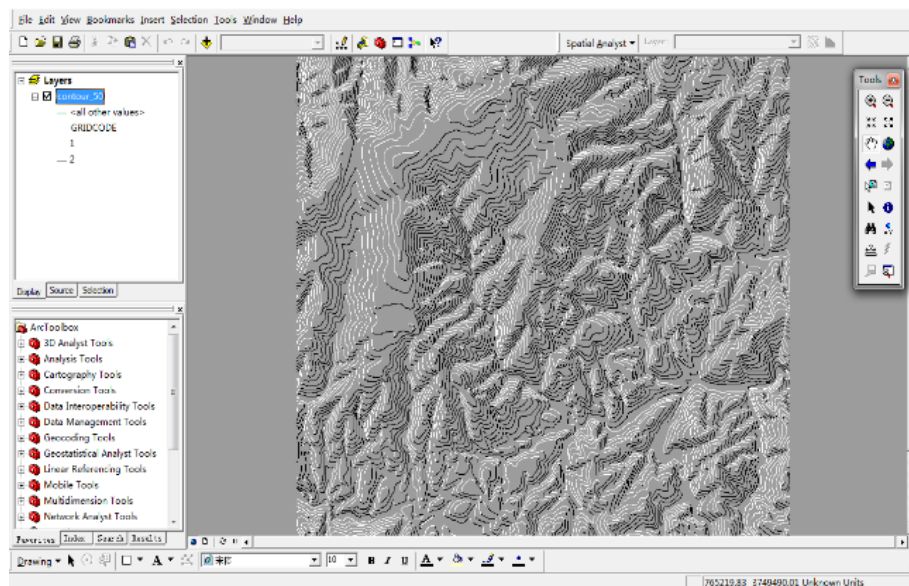 File Edit View Bookmarks Insert Selection Tools Window Help
Spatial Analyst Layer:
Layers
contour_50
<all other values>
GRIDCODE
1
2
Display Source Selection
ArcToolbox
3D Analyst Tools
Analysis Tools
Cartography Tools
Conversion Tools
Data Interoperability Tools
Data Management Tools
Geocoding Tools
Geostatistical Analyst Tools
Linear Referencing Tools
Mobile Tools
Multidimension Tools
Network Analyst Tools
Favorites Index Search Results
Tools
Drawing A 宋体 10 B I U A
765219.83 3749490.01 Unknown Units